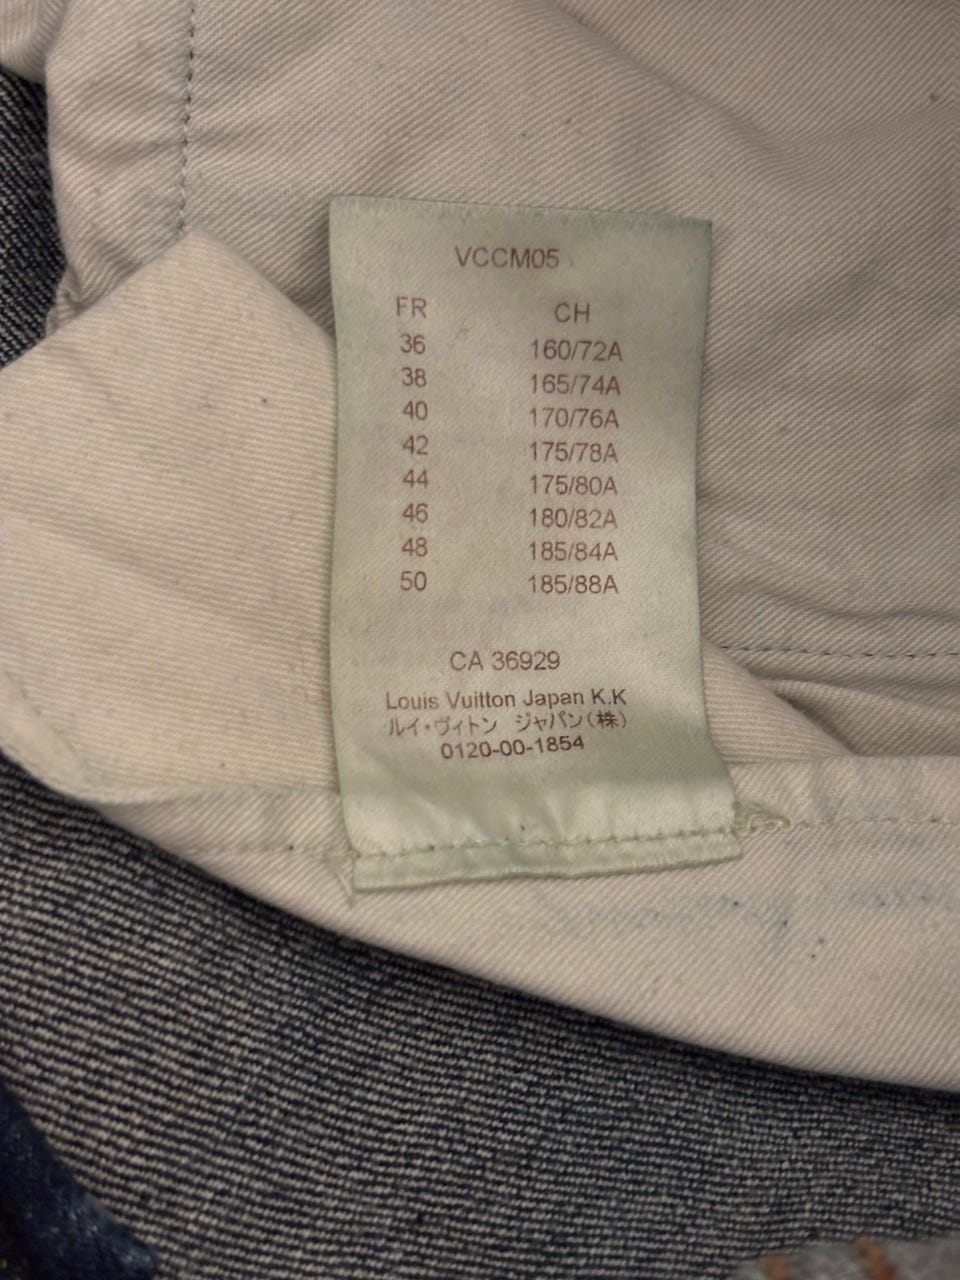 VCCM05
FR CH
36 160/72A
38 165/74A
40 170/76A
42 175/78A
44 175/80A
46 180/82A
48 185/84A
50 185/88A
CA 36929
Louis Vuitton Japan K.K
ルイ・ヴィトン ジャパン(株)
0120-00-1854